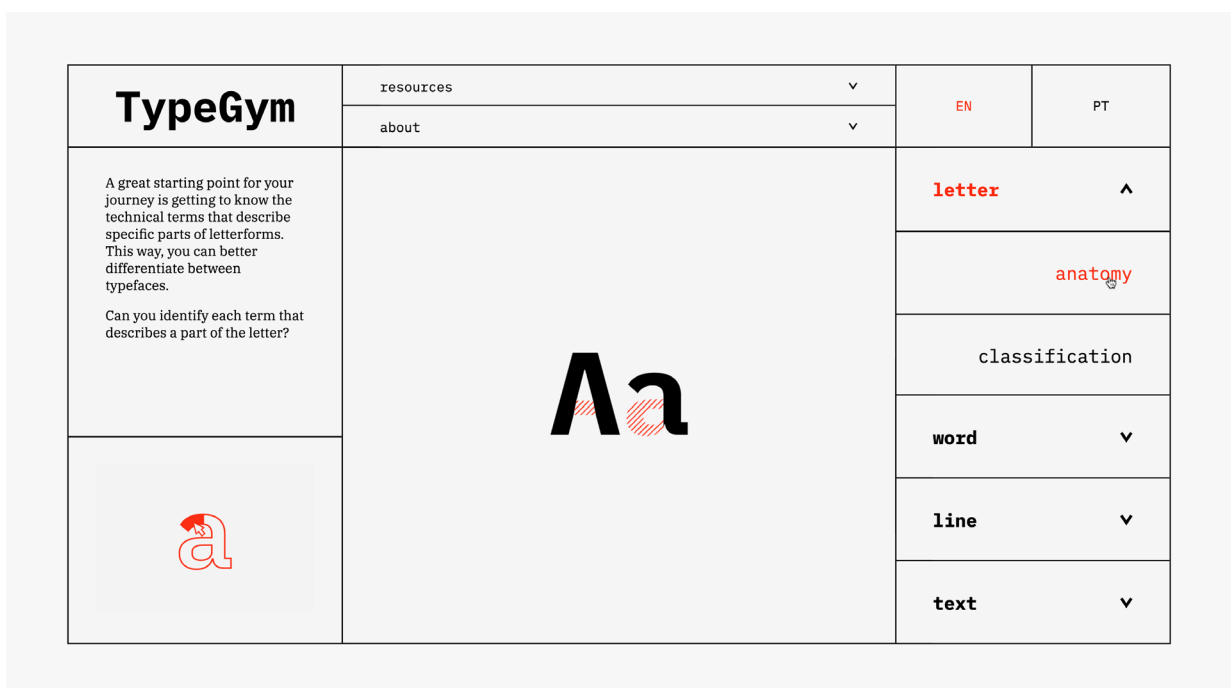 TypeGym
resources
about
EN
PT
A great starting point for your
journey is getting to know the
technical terms that describe
specific parts of letterforms.
This way, you can better
differentiate between
typefaces.
Can you identify each term that
describes a part of the letter?
a
Aa
letter
anatomy
classification
word
line
text